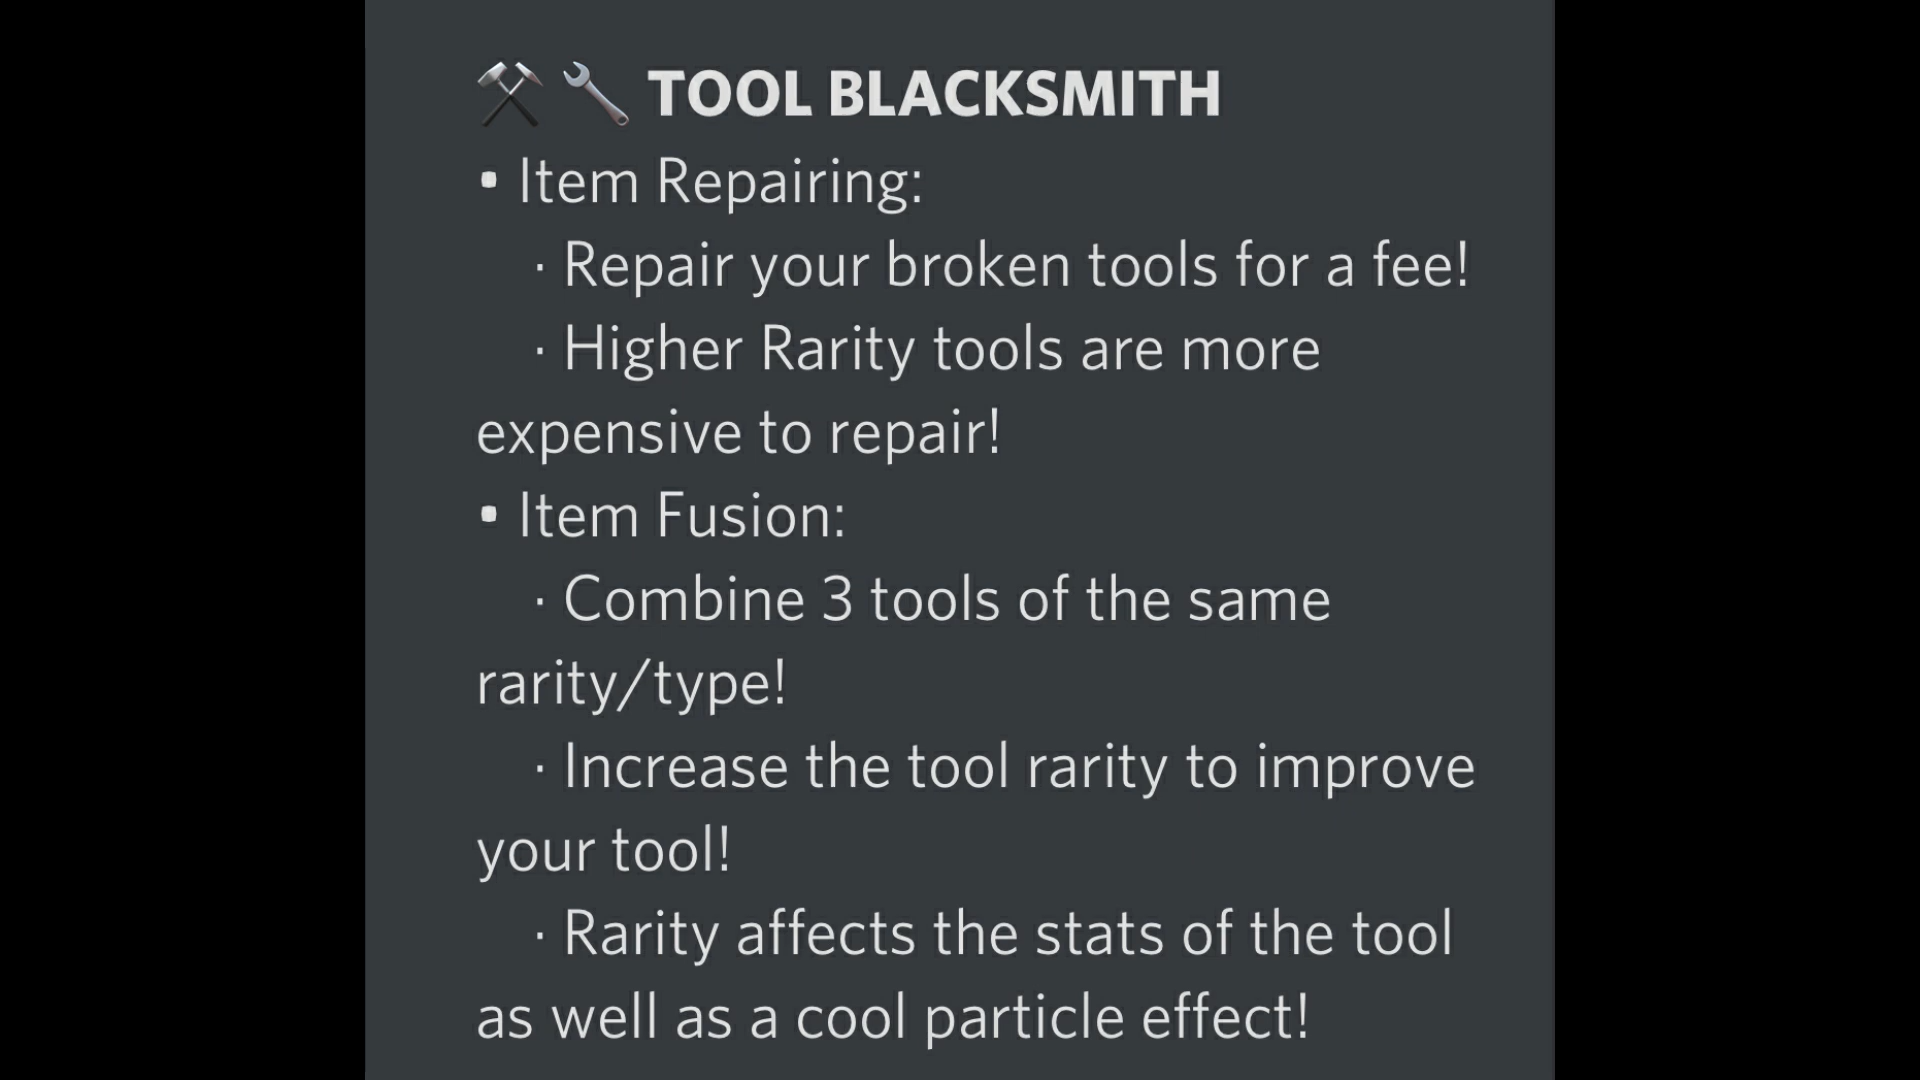 ⚒🔧 TOOL BLACKSMITH
• Item Repairing:
· Repair your broken tools for a fee!
· Higher Rarity tools are more
expensive to repair!
• Item Fusion:
· Combine 3 tools of the same
rarity/type!
· Increase the tool rarity to improve
your tool!
· Rarity affects the stats of the tool
as well as a cool particle effect!